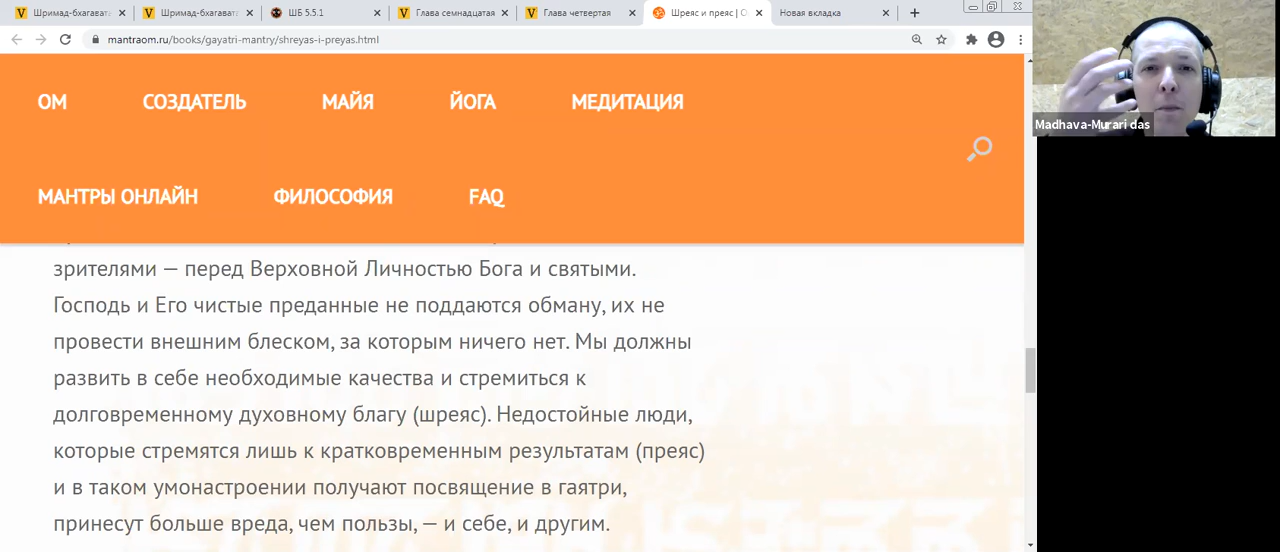 Шримад-бхагавата
Шримад-бхагавата
ШБ 5.5.1
Глава семнадцатая
Глава четвертая
Шреяс и преяс | О
Новая вкладка
mantraom.ru/books/gayatri-mantry/shreyas-i-preyas.html
Madhava-Murari das
ОМ СОЗДАТЕЛЬ МАЙЯ ЙОГА МЕДИТАЦИЯ
МАНТРЫ ОНЛАЙН ФИЛОСОФИЯ FAQ
зрителями — перед Верховной Личностью Бога и святыми.
Господь и Его чистые преданные не поддаются обману, их не
провести внешним блеском, за которым ничего нет. Мы должны
развить в себе необходимые качества и стремиться к
долговременному духовному благу (шреяс). Недостойные люди,
которые стремятся лишь к кратковременным результатам (преяс)
и в таком умонастроении получают посвящение в гаятри,
принесут больше вреда, чем пользы, — и себе, и другим.